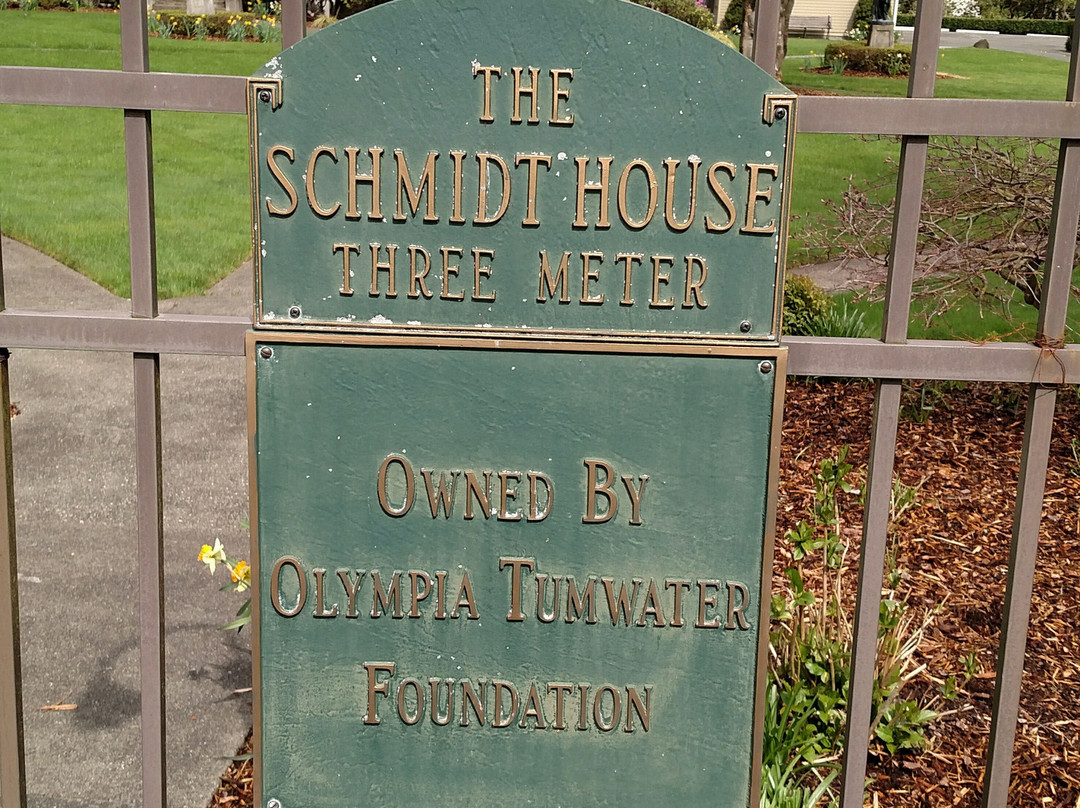 THE
SCHMIDT HOUSE
THREE METER
OWNED BY
OLYMPIA TUMWATER
FOUNDATION